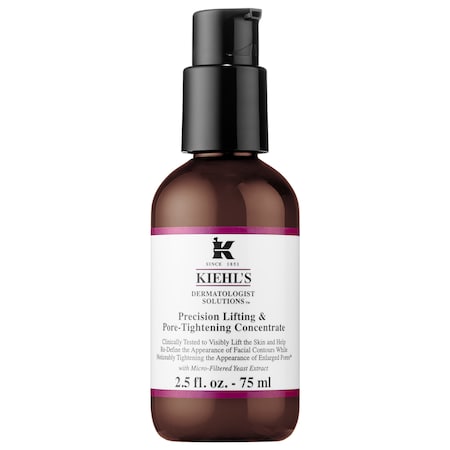 K
SINCE 1851
KIEHL'S
DERMATOLOGIST
SOLUTIONS™
Precision Lifting &
Pore-Tightening Concentrate
Clinically Tested to Visibly Lift the Skin and Help
Re-Define the Appearance of Facial Contours While
Noticeably Tightening the Appearance of Enlarged Pores*
with Micro-Filtered Yeast Extract
2.5 fl. oz. - 75 ml